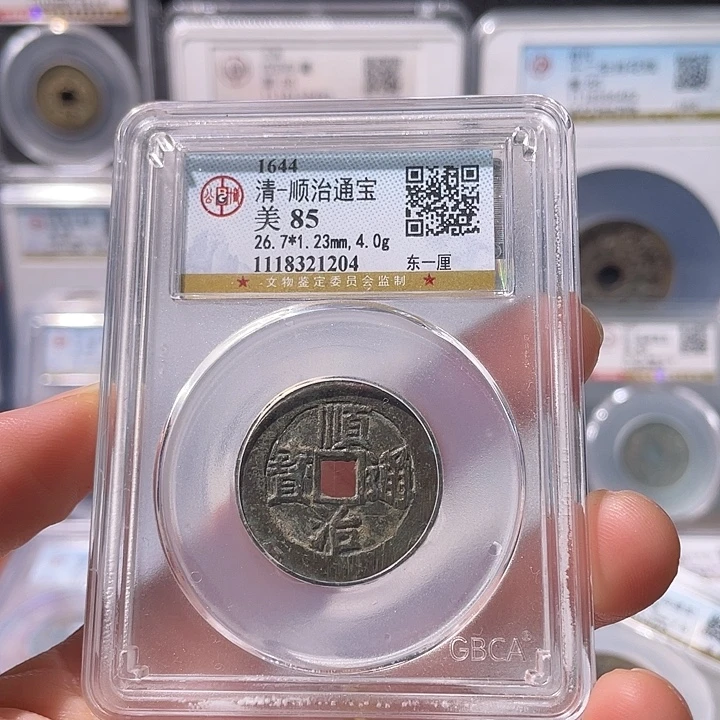 1644
清-顺治通宝
美 85
26.7*1.23mm,4.0g
1118321204 东一厘
文物鉴定委员会监制
順治通寳
GBCA